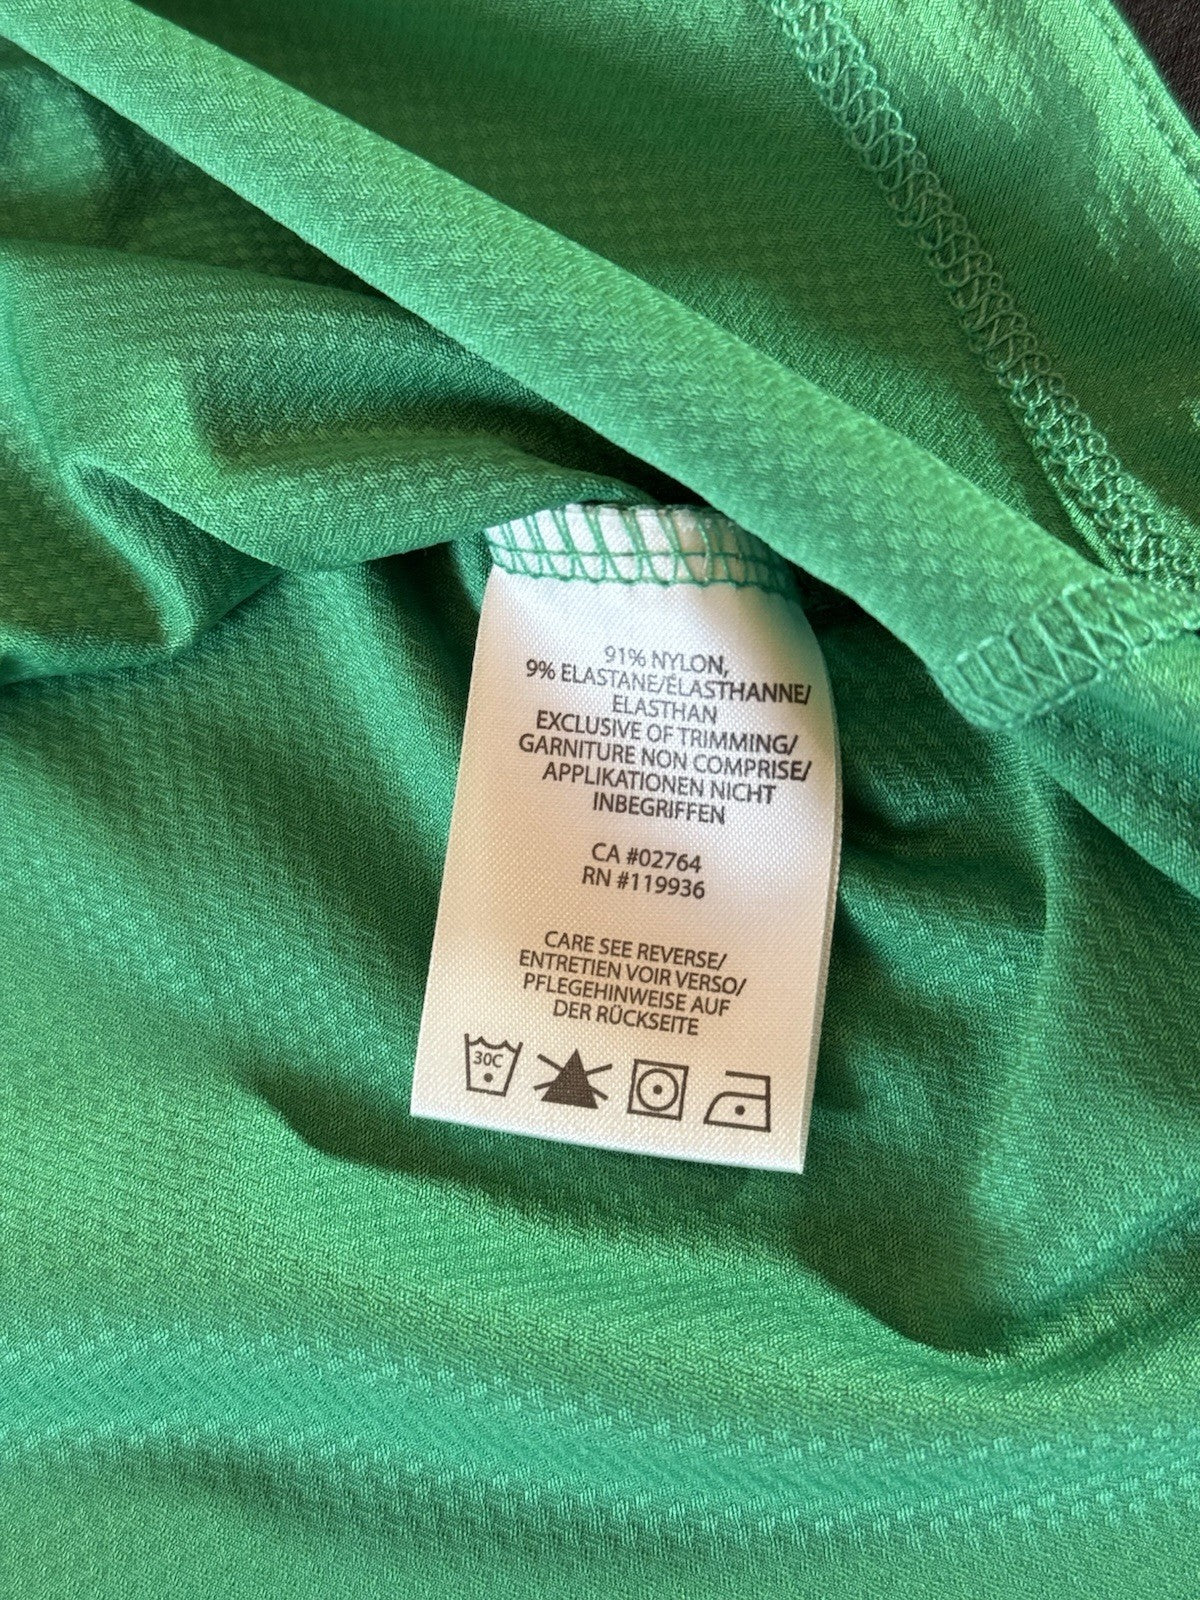 91% NYLON,
9% ELASTANE/ÉLASTHANNE/
ELASTHAN
EXCLUSIVE OF TRIMMING/
GARNITURE NON COMPRISE/
APPLIKATIONEN NICHT
INBEGRIFFEN
CA #02764
RN #119936
CARE SEE REVERSE/
ENTRETIEN VOIR VERSO/
PFLEGEHINWEISE AUF
DER RÜCKSEITE
30C